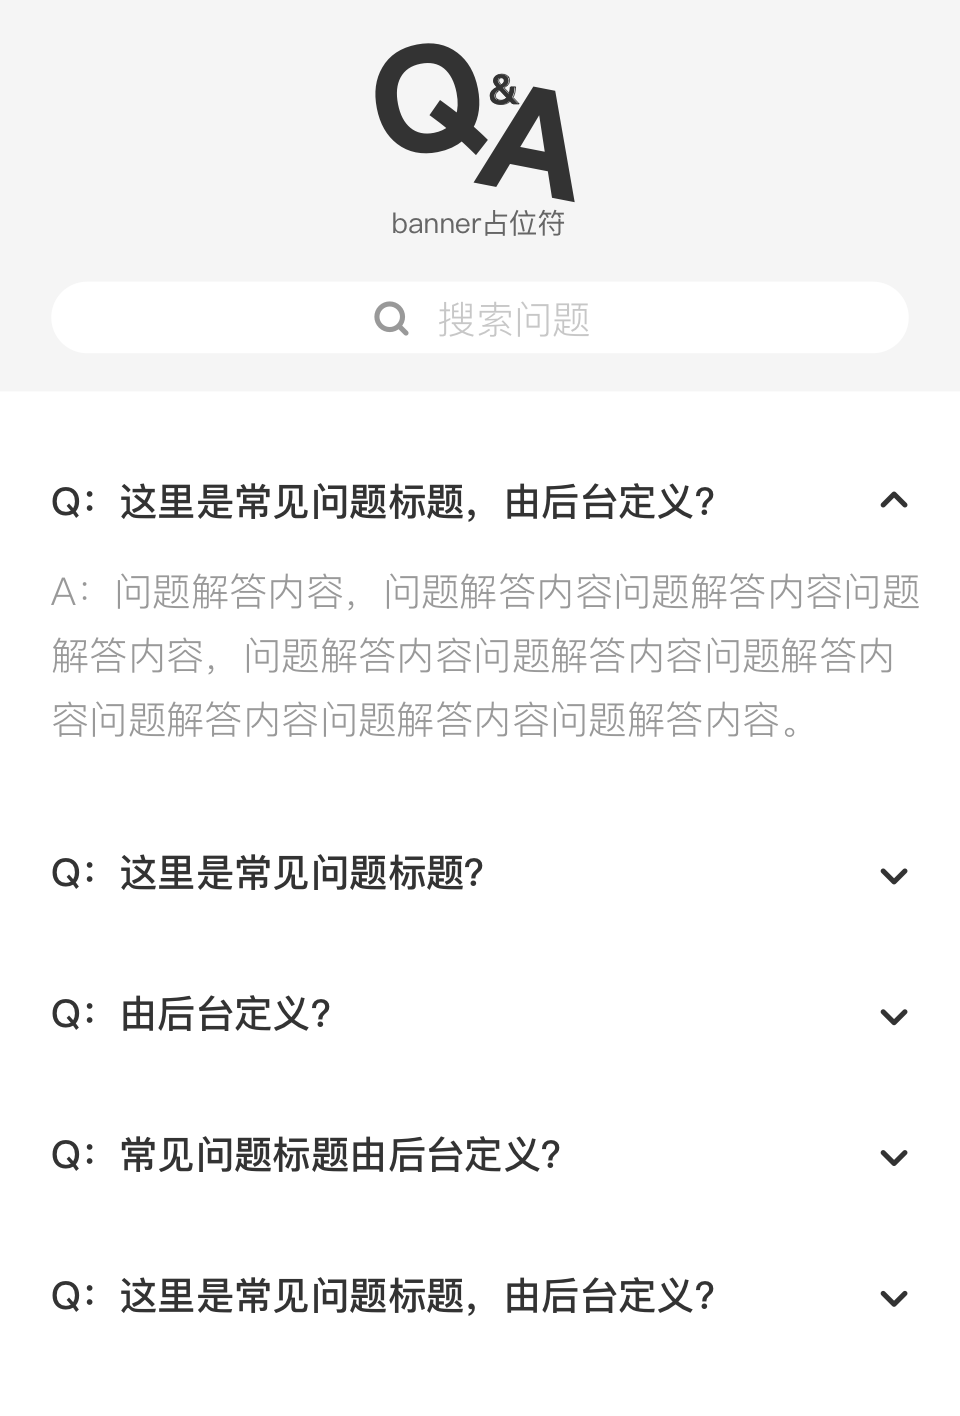 Q&A
banner占位符
搜索问题
Q：这里是常见问题标题，由后台定义?
A：问题解答内容，问题解答内容问题解答内容问题
解答内容，问题解答内容问题解答内容问题解答内
容问题解答内容问题解答内容问题解答内容。
Q：这里是常见问题标题?
Q：由后台定义?
Q：常见问题标题由后台定义?
Q：这里是常见问题标题，由后台定义?